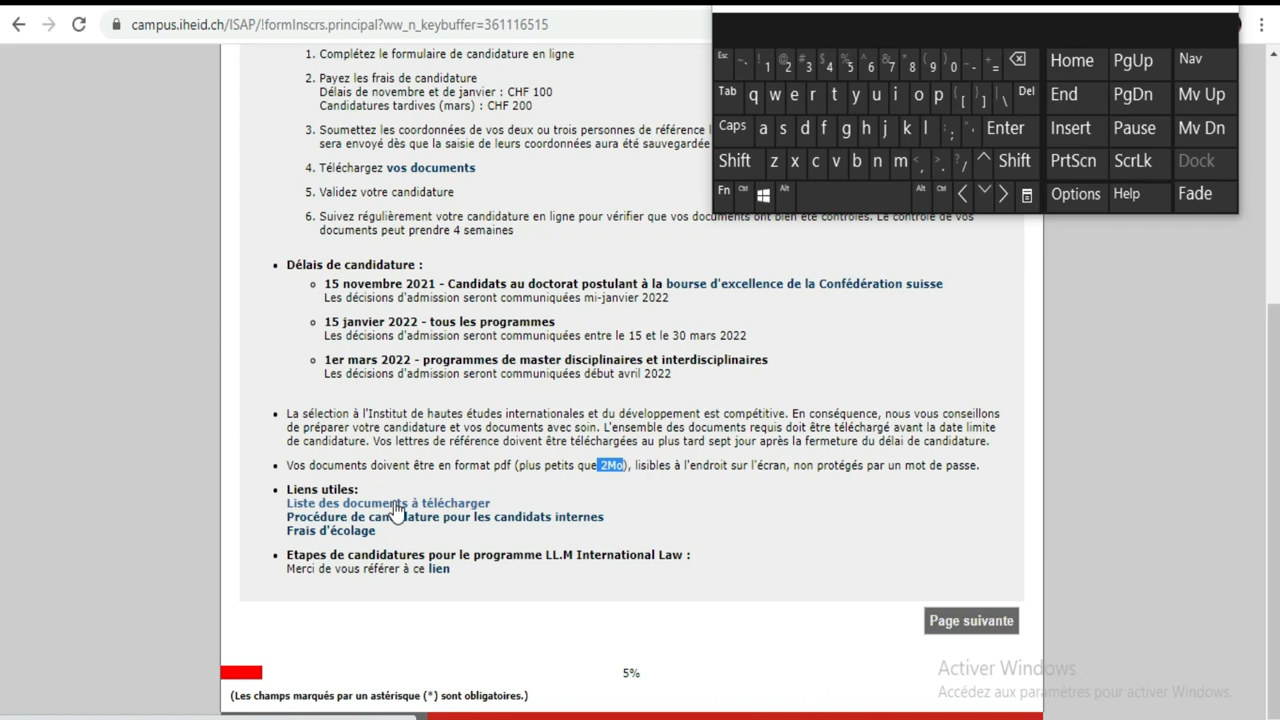 campus.iheid.ch/ISAP/!formInscrs.principal?ww_n_keybuffer=361116515
1. Complétez le formulaire de candidature en ligne
2. Payez les frais de candidature
Délais de novembre et de janvier : CHF 100
Candidatures tardives (mars) : CHF 200
3. Soumettez les coordonnées de vos deux ou trois personnes de référence
sera envoyé dès que la saisie de leurs coordonnées aura été sauvegardée
4. Téléchargez vos documents
5. Validez votre candidature
6. Suivez régulièrement votre candidature en ligne pour vérifier que vos documents ont bien été contrôlés. Le contrôle de vos
documents peut prendre 4 semaines
• Délais de candidature :
15 novembre 2021 - Candidats au doctorat postulant à la bourse d'excellence de la Confédération suisse
Les décisions d'admission seront communiquées mi-janvier 2022
15 janvier 2022 - tous les programmes
Les décisions d'admission seront communiquées entre le 15 et le 30 mars 2022
1er mars 2022 - programmes de master disciplinaires et interdisciplinaires
Les décisions d'admission seront communiquées début avril 2022
• La sélection à l'Institut de hautes études internationales et du développement est compétitive. En conséquence, nous vous conseillons
de préparer votre candidature et vos documents avec soin. L'ensemble des documents requis doit être téléchargé avant la date limite
de candidature. Vos lettres de référence doivent être téléchargées au plus tard sept jour après la fermeture du délai de candidature.
• Vos documents doivent être en format pdf (plus petits que 2Mo), lisibles à l'endroit sur l'écran, non protégés par un mot de passe.
• Liens utiles:
Liste des documents à télécharger
Procédure de candidature pour les candidats internes
Frais d'écolage
• Etapes de candidatures pour le programme LL.M International Law :
Merci de vous référer à ce lien
Page suivante
5%
(Les champs marqués par un astérisque (*) sont obligatoires.)
Activer Windows
Accédez aux paramètres pour activer Windows.
Esc ~ ` ! 1 @ 2 # 3 $ 4 % 5 ^ 6 & 7 * 8 ( 9 ) 0 _ - + = Home PgUp Nav
Tab q w e r t y u i o p { [ } ] | \ Del End PgDn Mv Up
Caps a s d f g h j k l : ; " ' Enter Insert Pause Mv Dn
Shift z x c v b n m < , > . ? / Shift PrtScn ScrLk Dock
Fn Ctrl Alt Alt Ctrl Options Help Fade